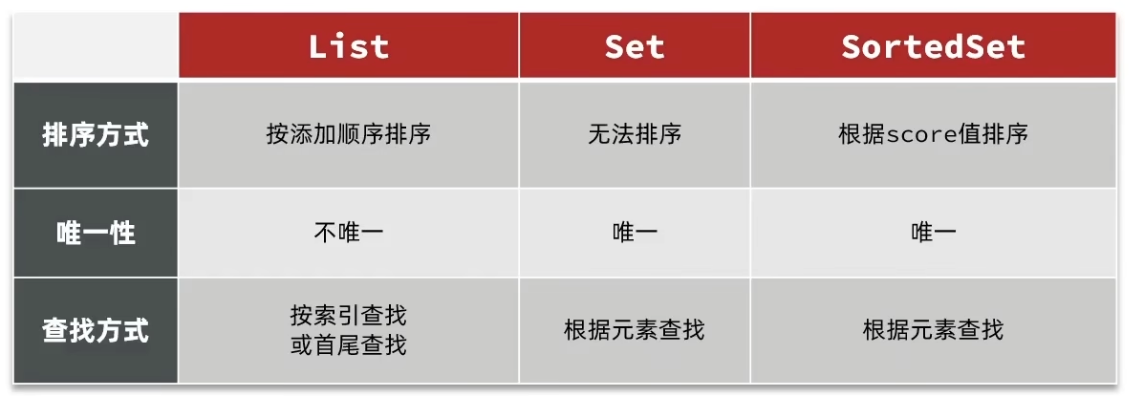 List Set SortedSet
排序方式 按添加顺序排序 无法排序 根据score值排序
唯一性 不唯一 唯一 唯一
查找方式 按索引查找
或首尾查找 根据元素查找 根据元素查找